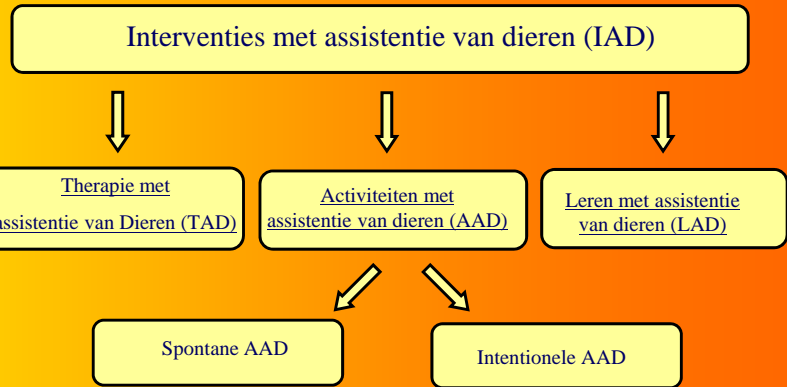 Interventies met assistentie van dieren (IAD)
Therapie met
assistentie van Dieren (TAD)
Activiteiten met
assistentie van dieren (AAD)
Leren met assistentie
van dieren (LAD)
Spontane AAD
Intentionele AAD